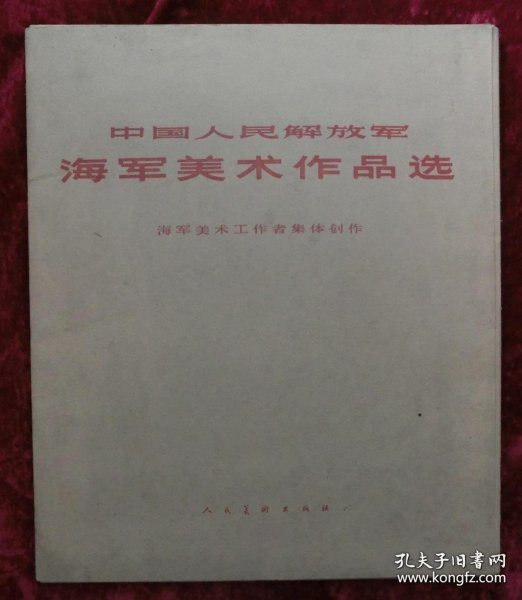 中国人民解放军
海军美术作品选
海军美术工作者集体创作
人民美术出版社
孔夫子旧书网
www.kongfz.com